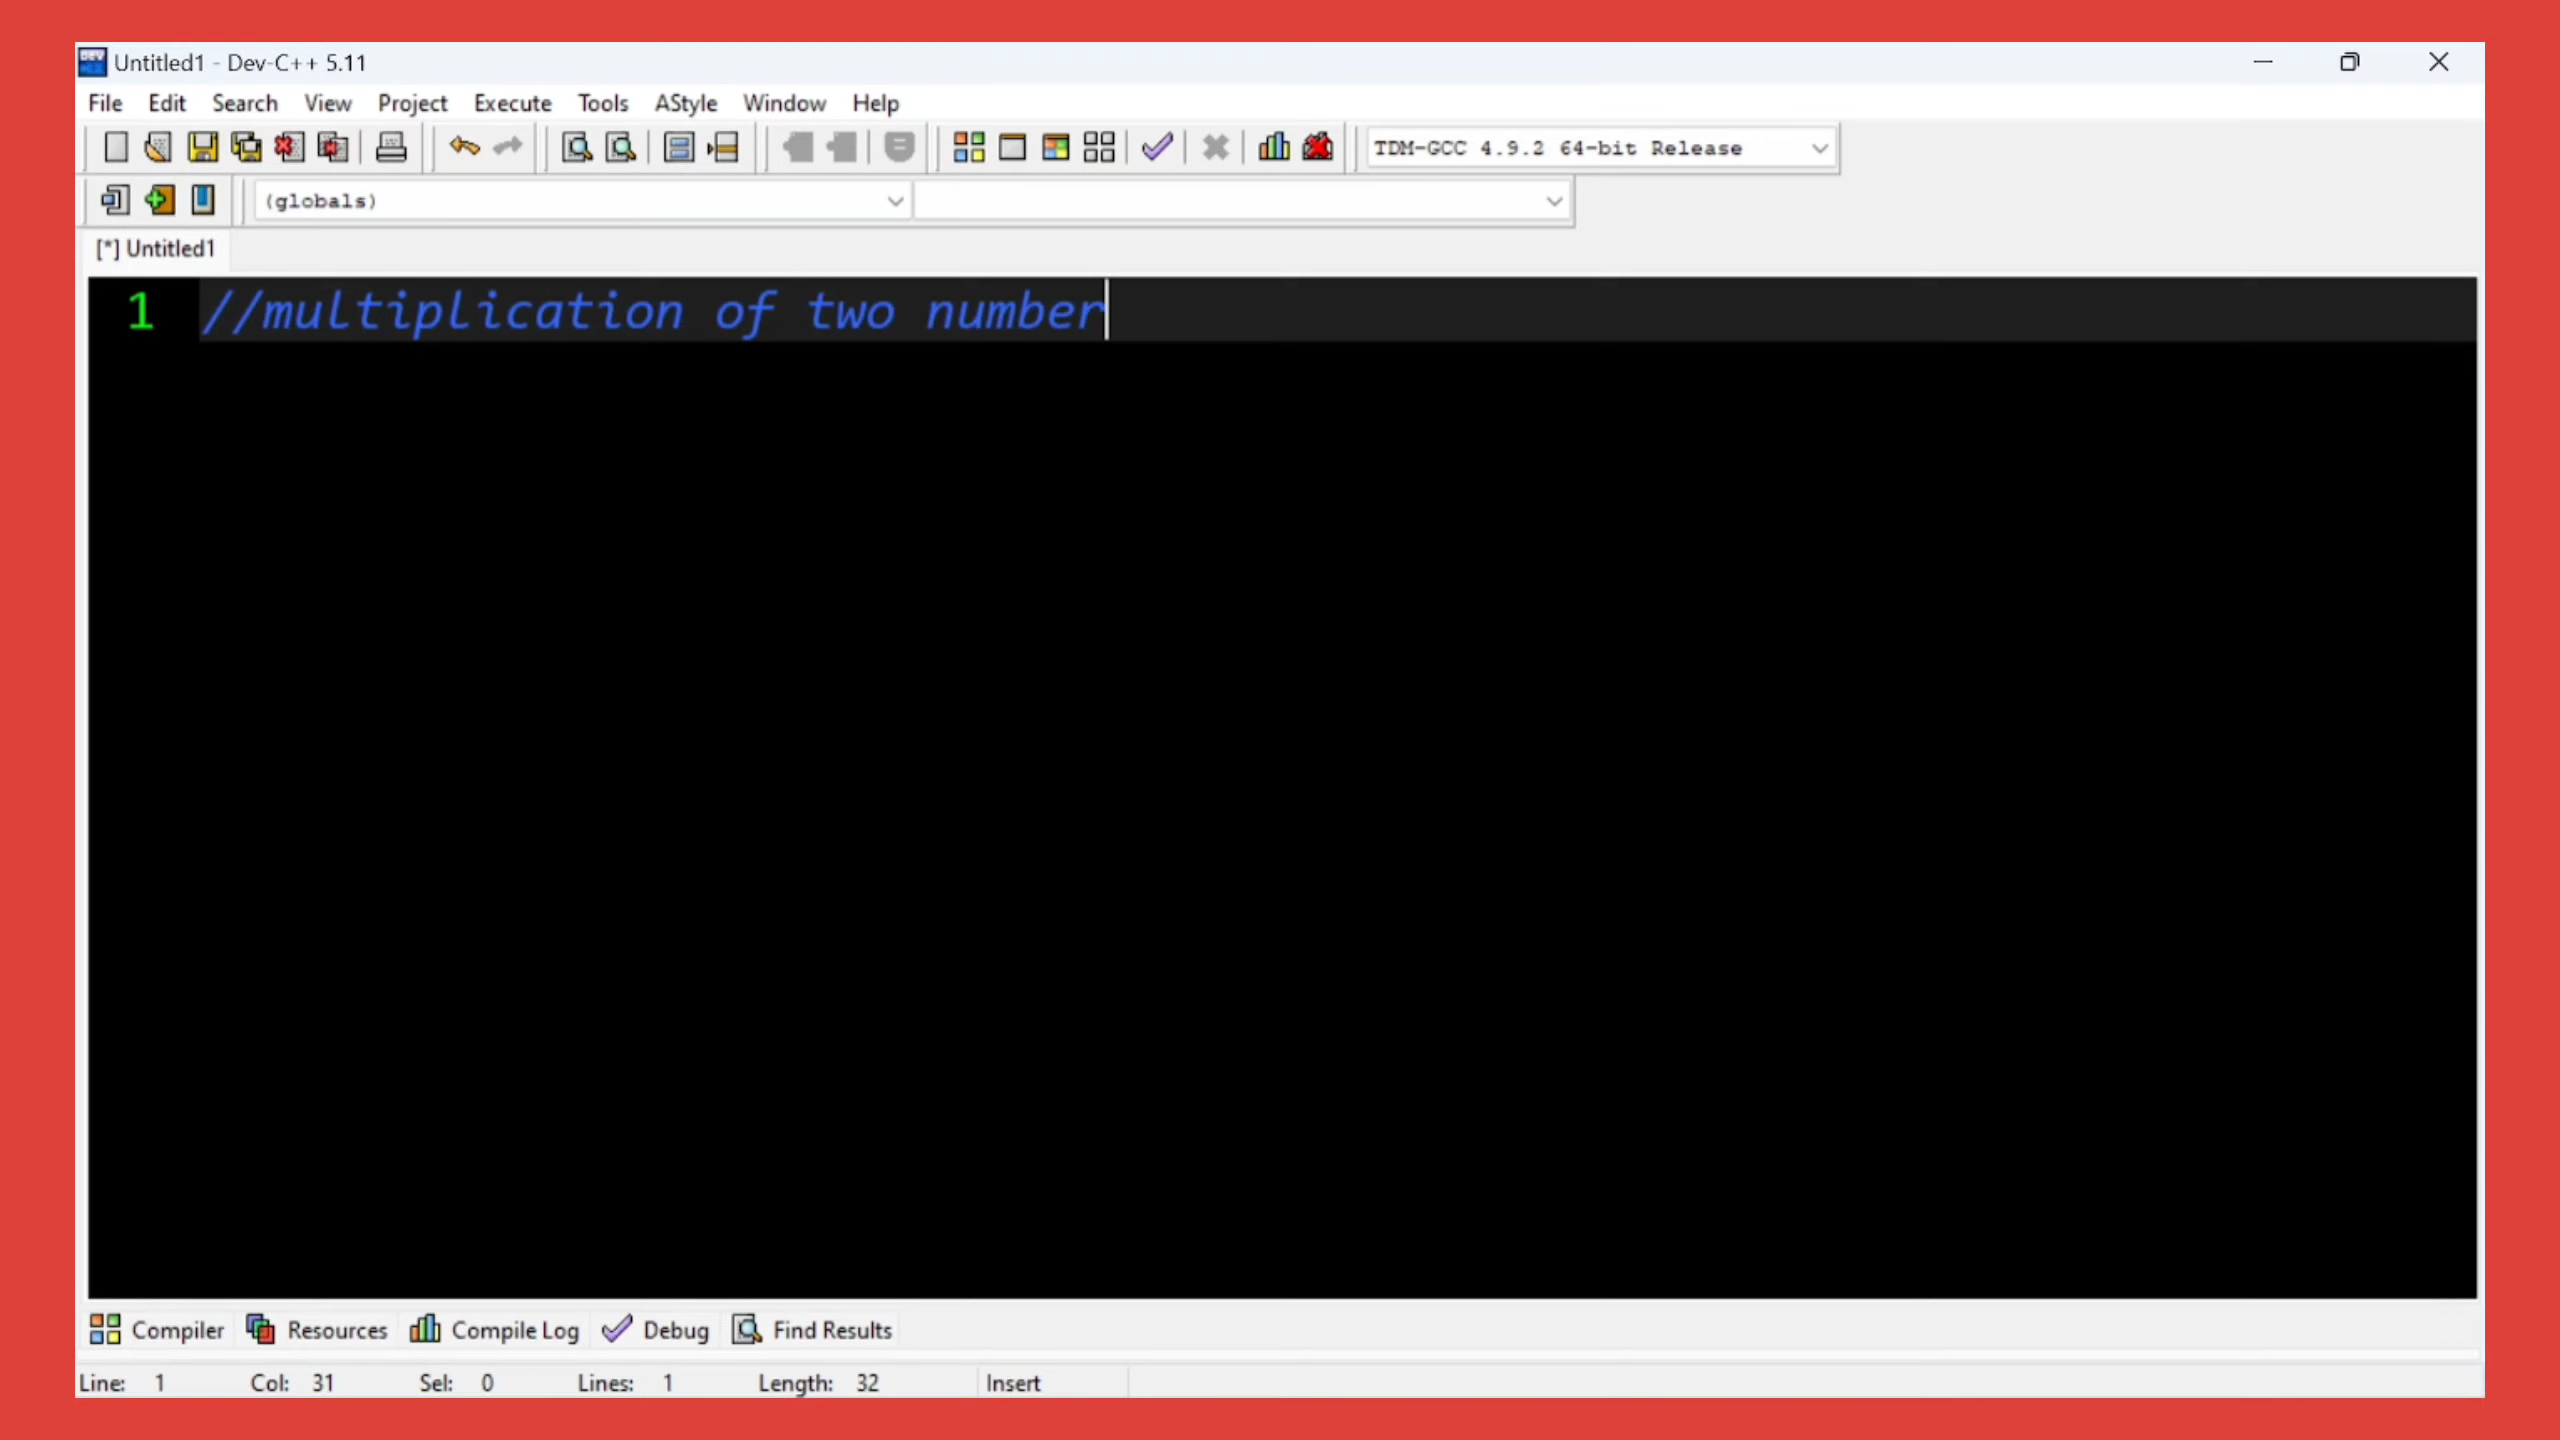 Untitled1 - Dev-C++ 5.11
File Edit Search View Project Execute Tools AStyle Window Help
TDM-GCC 4.9.2 64-bit Release
(globals)
[*] Untitled1
1 //multiplication of two number
Compiler Resources Compile Log Debug Find Results
Line: 1 Col: 31 Sel: 0 Lines: 1 Length: 32 Insert